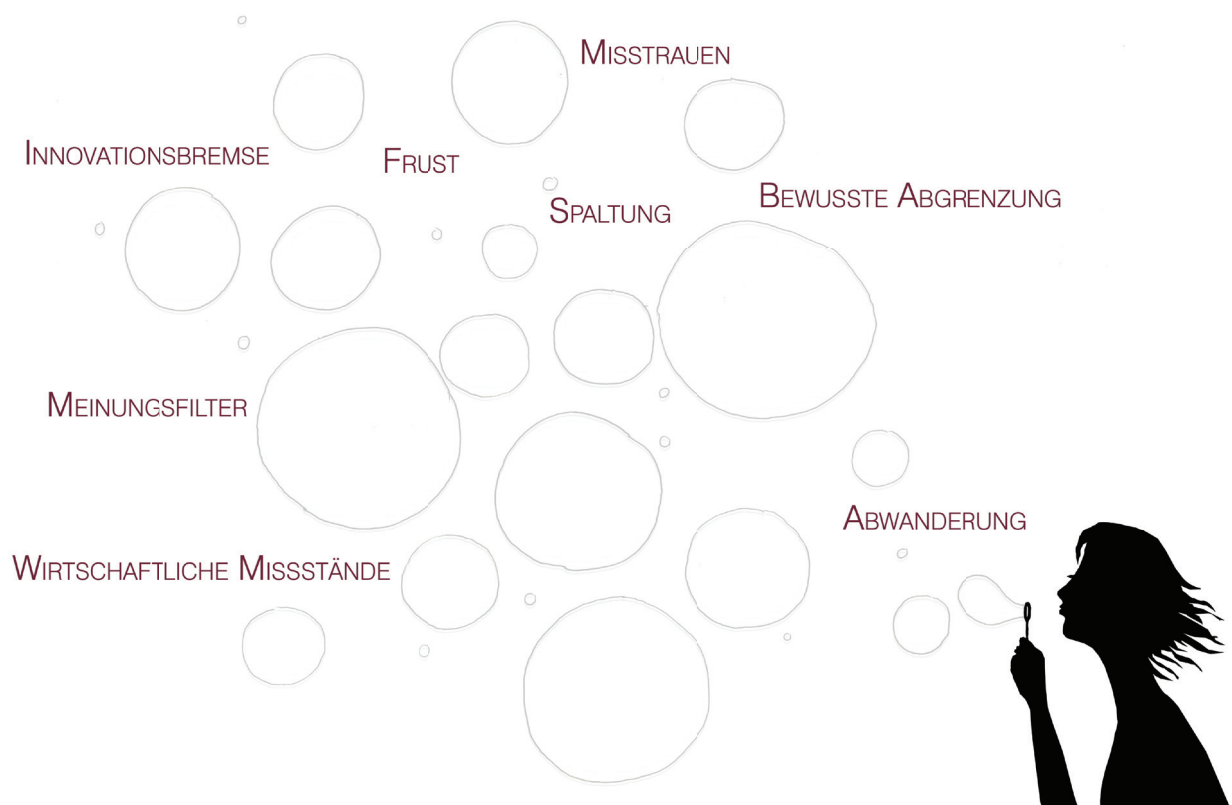 Misstrauen
Innovationsbremse
Frust
Bewusste Abgrenzung
Spaltung
Meinungsfilter
Abwanderung
Wirtschaftliche Missstände